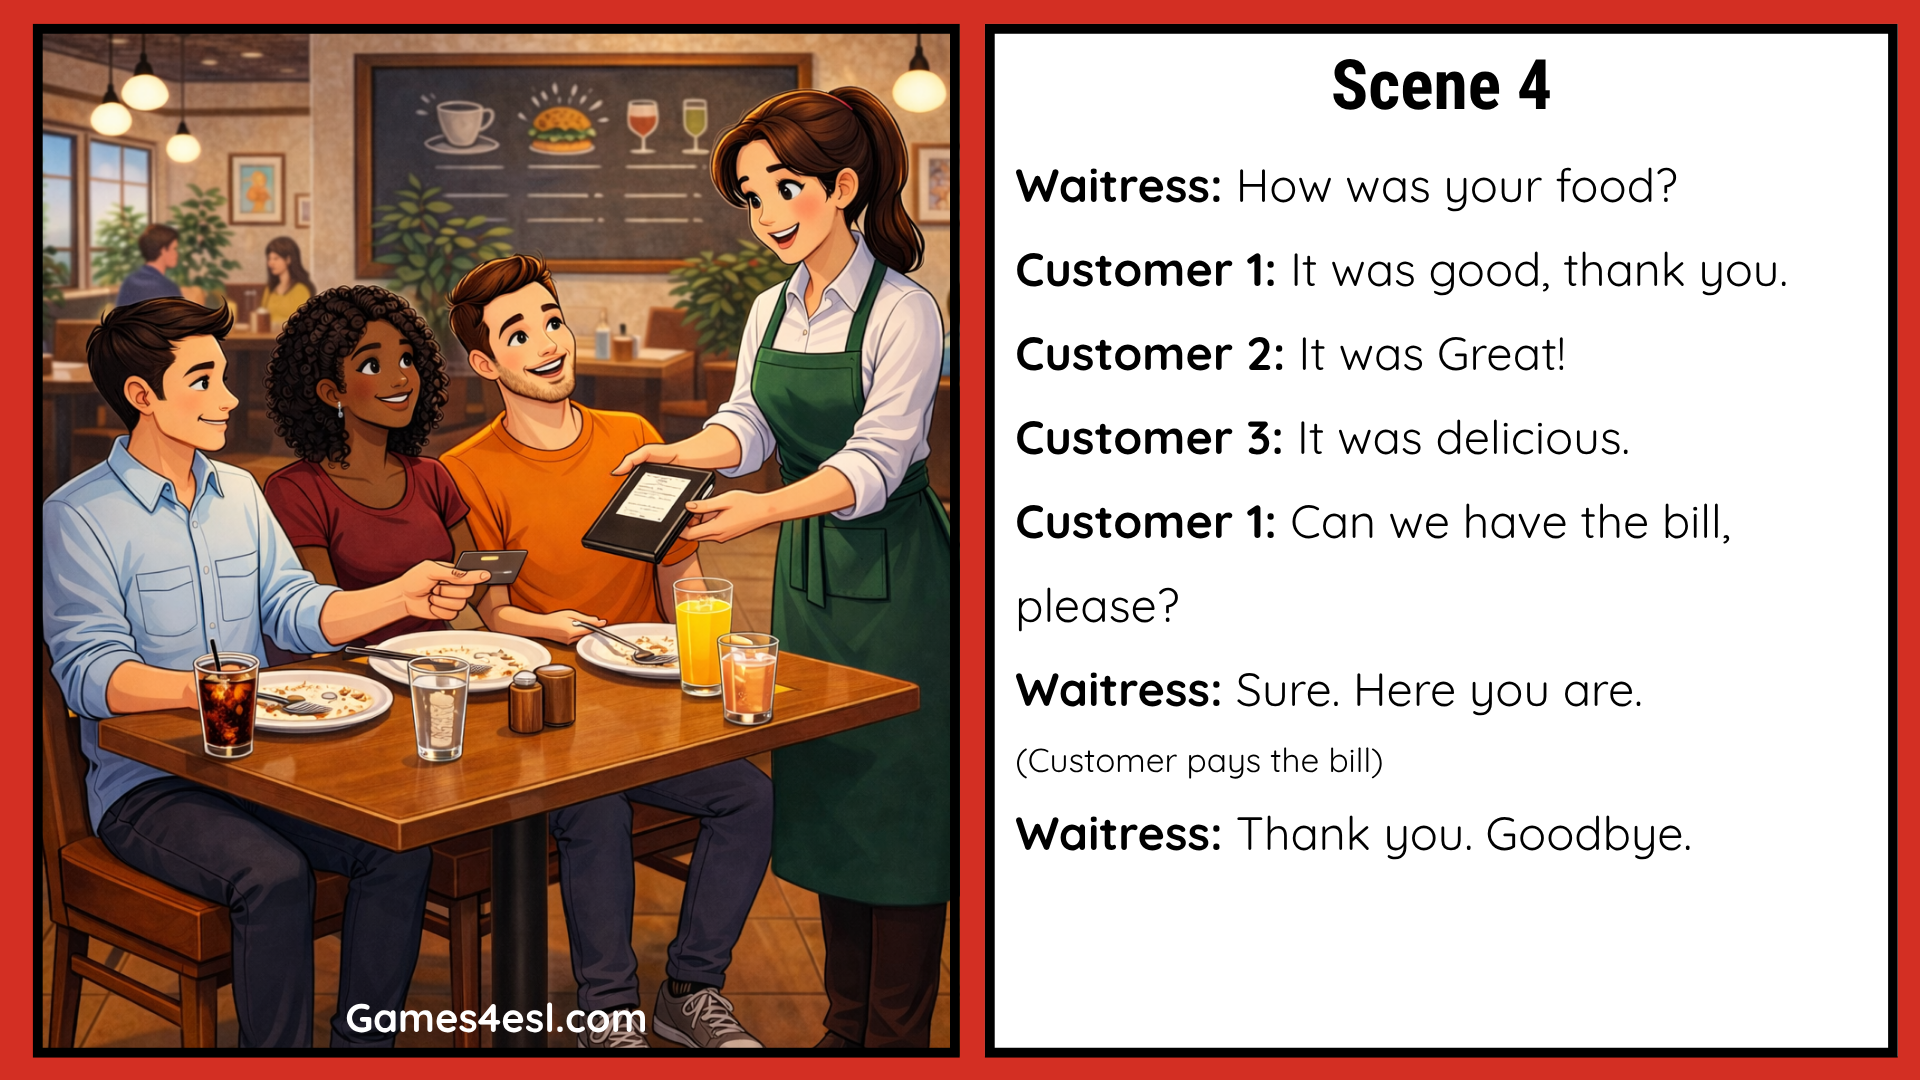 Scene 4
Waitress: How was your food?
Customer 1: It was good, thank you.
Customer 2: It was Great!
Customer 3: It was delicious.
Customer 1: Can we have the bill,
please?
Waitress: Sure. Here you are.
(Customer pays the bill)
Waitress: Thank you. Goodbye.
Games4esl.com